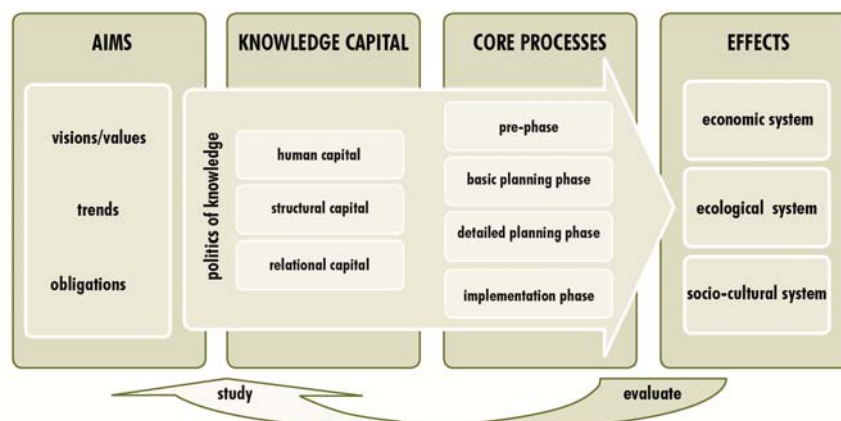 AIMS
KNOWLEDGE CAPITAL
CORE PROCESSES
EFFECTS
visions/values
trends
obligations
politics of knowledge
human capital
structural capital
relational capital
pre-phase
basic planning phase
detailed planning phase
implementation phase
economic system
ecological system
socio-cultural system
study
evaluate